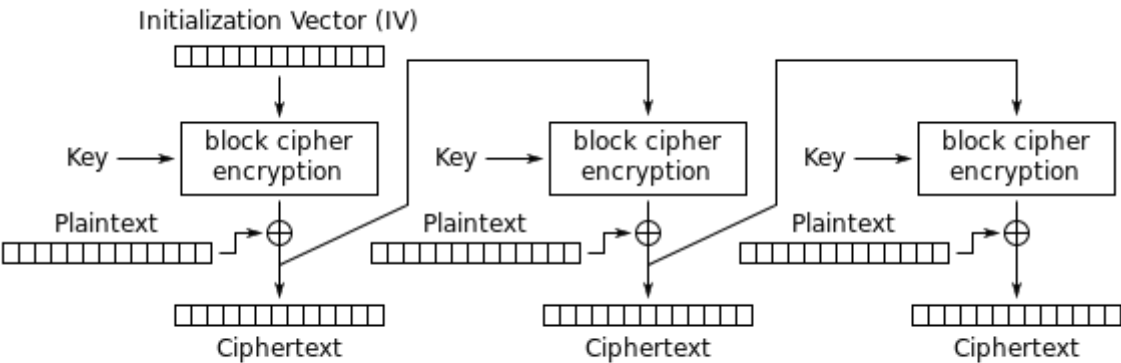 Initialization Vector (IV)
Key
block cipher
encryption
Key
block cipher
encryption
Key
block cipher
encryption
Plaintext
Plaintext
Plaintext
Ciphertext
Ciphertext
Ciphertext